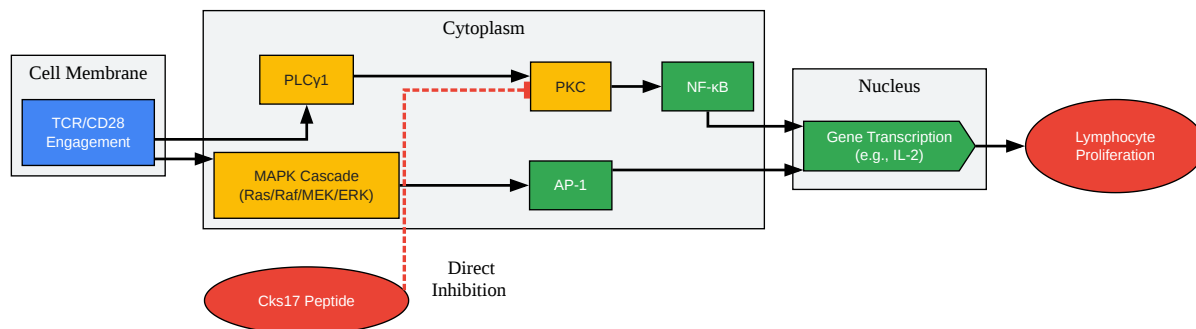 Cytoplasm
Cell Membrane
TCR/CD28
Engagement
PLCγ1
PKC
NF-κB
MAPK Cascade
(Ras/Raf/MEK/ERK)
AP-1
Nucleus
Gene Transcription
(e.g., IL-2)
Lymphocyte
Proliferation
Cks17 Peptide
Direct
Inhibition